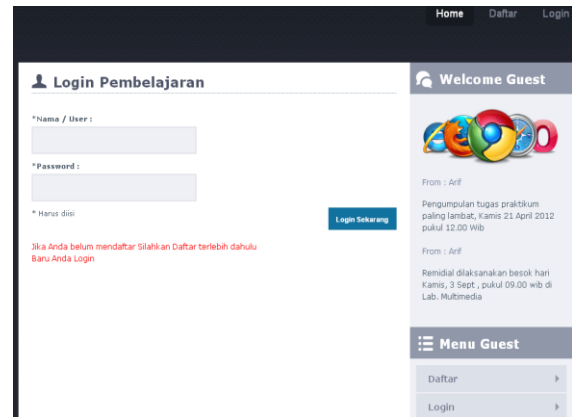 Home Daftar Login
Login Pembelajaran
*Nama / User :
*Password :
* Harus diisi
Login Sekarang
Jika Anda belum mendaftar Silahkan Daftar terlebih dahulu
Baru Anda Login
Welcome Guest
From : Arif
Pengumpulan tugas praktikum
paling lambat, Kamis 21 April 2012
pukul 12.00 Wib
From : Arif
Remidial dilaksanakan besok hari
Kamis, 3 Sept , pukul 09.00 wib di
Lab. Multimedia
Menu Guest
Daftar
Login